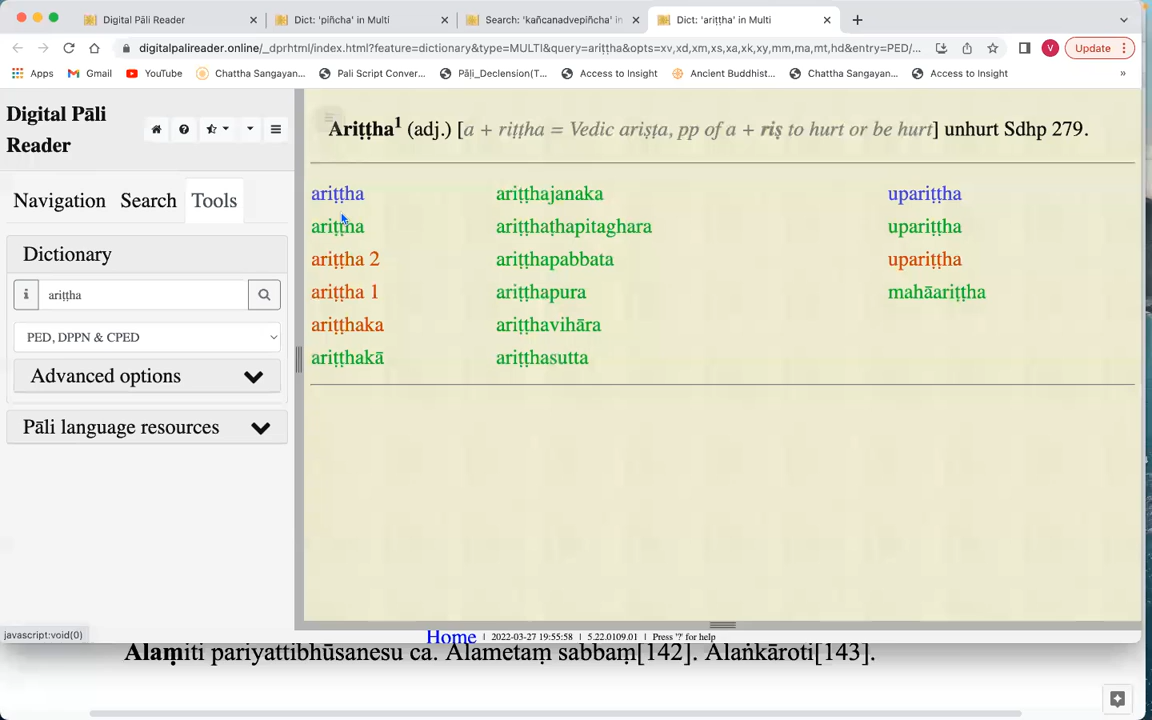 Digital Pāli Reader
Dict: 'piñcha' in Multi
Search: 'kañcanadvepiñcha' in
Dict: 'ariṭṭha' in Multi
digitalpalireader.online/_dprhtml/index.html?feature=dictionary&type=MULTI&query=ariṭṭha&opts=xv,xd,xm,xs,xa,xk,xy,mm,ma,mt,hd&entry=PED/...
V
Update
Apps
Gmail
YouTube
Chattha Sangayan...
Pali Script Conver...
Pāḷi_Declension(T...
Access to Insight
Ancient Buddhist...
Chattha Sangayan...
Access to Insight
»
Digital Pāli
Reader
Navigation Search Tools
Dictionary
i ariṭṭha
PED, DPPN & CPED
Advanced options
Pāli language resources
Ariṭṭha1 (adj.) [a + riṭṭha = Vedic ariṣṭa, pp of a + riṣ to hurt or be hurt] unhurt Sdhp 279.
ariṭṭha ariṭṭhajanaka upariṭṭha
ariṭṭha ariṭṭhaṭhapitaghara upariṭṭha
ariṭṭha 2 ariṭṭhapabbata upariṭṭha
ariṭṭha 1 ariṭṭhapura mahāariṭṭha
ariṭṭhaka ariṭṭhavihāra
ariṭṭhakā ariṭṭhasutta
javascript:void(0)
Home | 2022-03-27 19:55:58 | 5.22.0109.01 | Press '?' for help
Alaṃiti pariyattibhūsanesu ca. Alametaṃ sabbaṃ[142]. Alaṅkāroti[143].